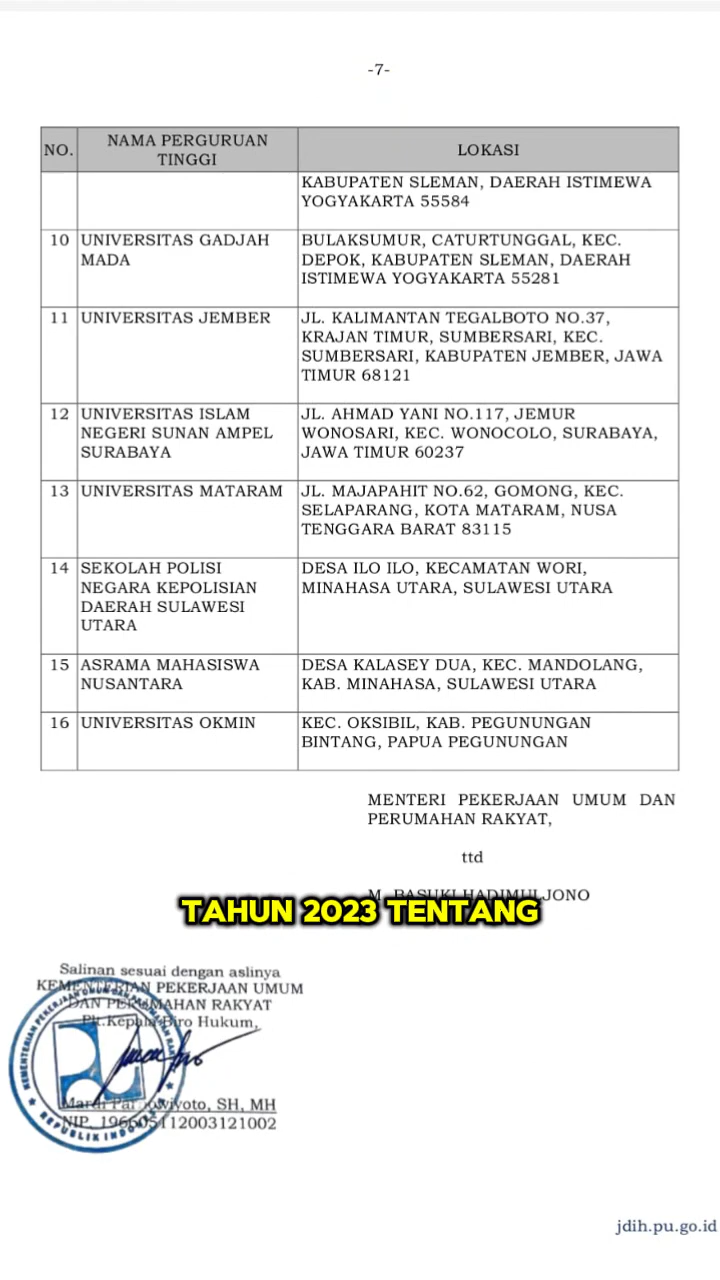 -7-
NO.
NAMA PERGURUAN
TINGGI
LOKASI
KABUPATEN SLEMAN, DAERAH ISTIMEWA
YOGYAKARTA 55584
10
UNIVERSITAS GADJAH
MADA
BULAKSUMUR, CATURTUNGGAL, KEC.
DEPOK, KABUPATEN SLEMAN, DAERAH
ISTIMEWA YOGYAKARTA 55281
11
UNIVERSITAS JEMBER
JL. KALIMANTAN TEGALBOTO NO.37,
KRAJAN TIMUR, SUMBERSARI, KEC.
SUMBERSARI, KABUPATEN JEMBER, JAWA
TIMUR 68121
12
UNIVERSITAS ISLAM
NEGERI SUNAN AMPEL
SURABAYA
JL. AHMAD YANI NO.117, JEMUR
WONOSARI, KEC. WONOCOLO, SURABAYA,
JAWA TIMUR 60237
13
UNIVERSITAS MATARAM
JL. MAJAPAHIT NO.62, GOMONG, KEC.
SELAPARANG, KOTA MATARAM, NUSA
TENGGARA BARAT 83115
14
SEKOLAH POLISI
NEGARA KEPOLISIAN
DAERAH SULAWESI
UTARA
DESA ILO ILO, KECAMATAN WORI,
MINAHASA UTARA, SULAWESI UTARA
15
ASRAMA MAHASISWA
NUSANTARA
DESA KALASEY DUA, KEC. MANDOLANG,
KAB. MINAHASA, SULAWESI UTARA
16
UNIVERSITAS OKMIN
KEC. OKSIBIL, KAB. PEGUNUNGAN
BINTANG, PAPUA PEGUNUNGAN
MENTERI PEKERJAAN UMUM DAN
PERUMAHAN RAKYAT,
ttd
M. BASUKI HADIMULJONO
TAHUN 2023 TENTANG
Salinan sesuai dengan aslinya
KEMENTERIAN PEKERJAAN UMUM
DAN PERUMAHAN RAKYAT
Plt.Kepala Biro Hukum,
SH, MH
NIP.
REPUBLIK INDONESIA
jdih.pu.go.id